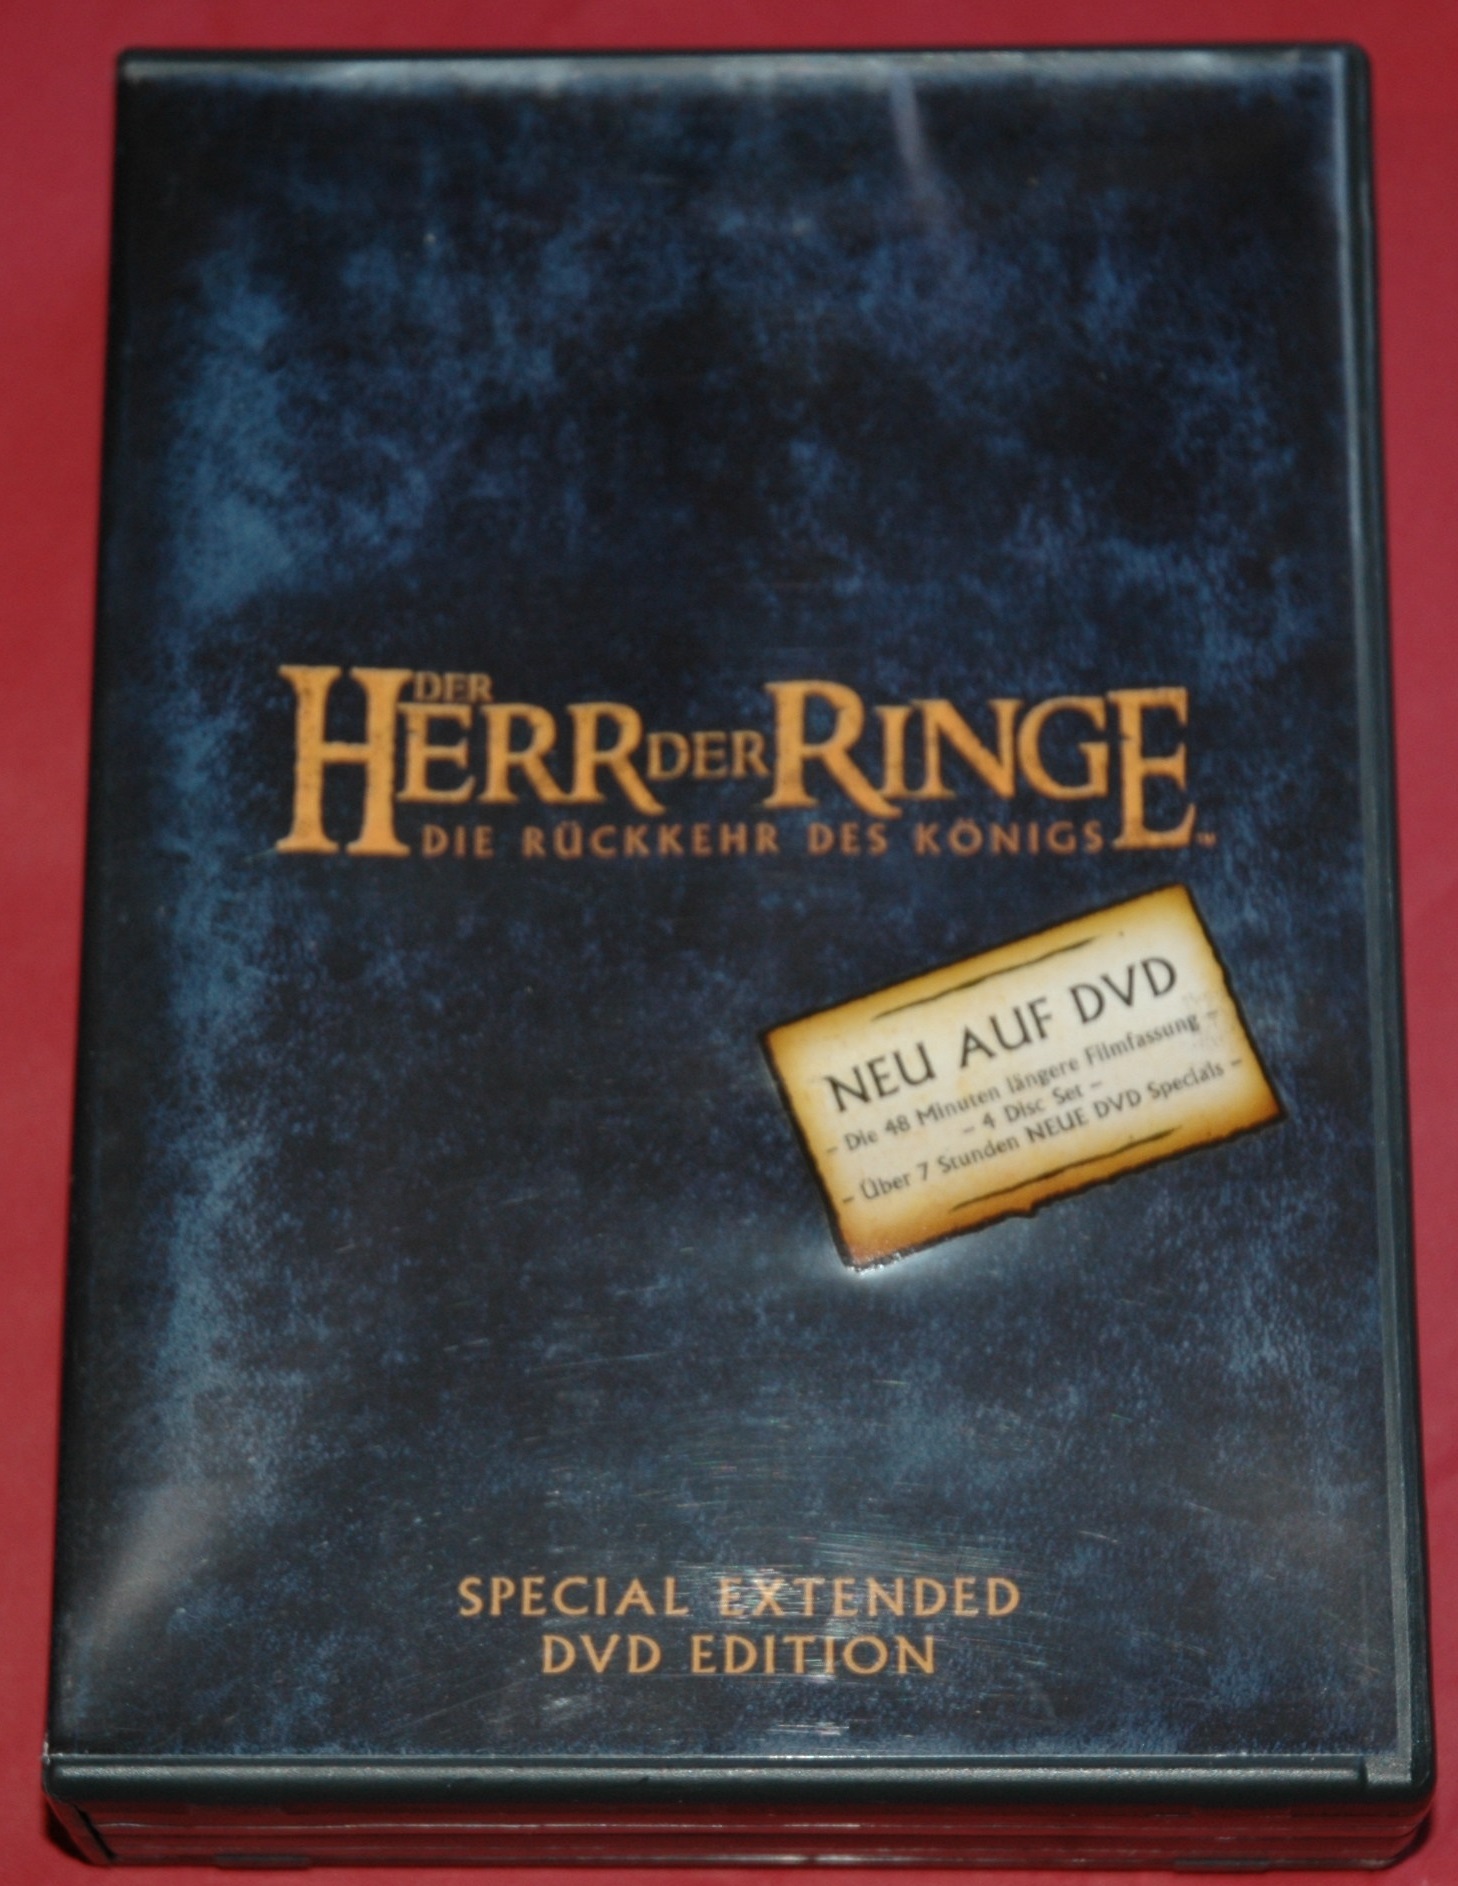 DER
HERR DER RINGE
DIE RÜCKKEHR DES KÖNIGS™
NEU AUF DVD
- Die 48 Minuten längere Filmfassung -
- 4 Disc Set -
- Über 7 Stunden NEUE DVD Specials -
SPECIAL EXTENDED
DVD EDITION